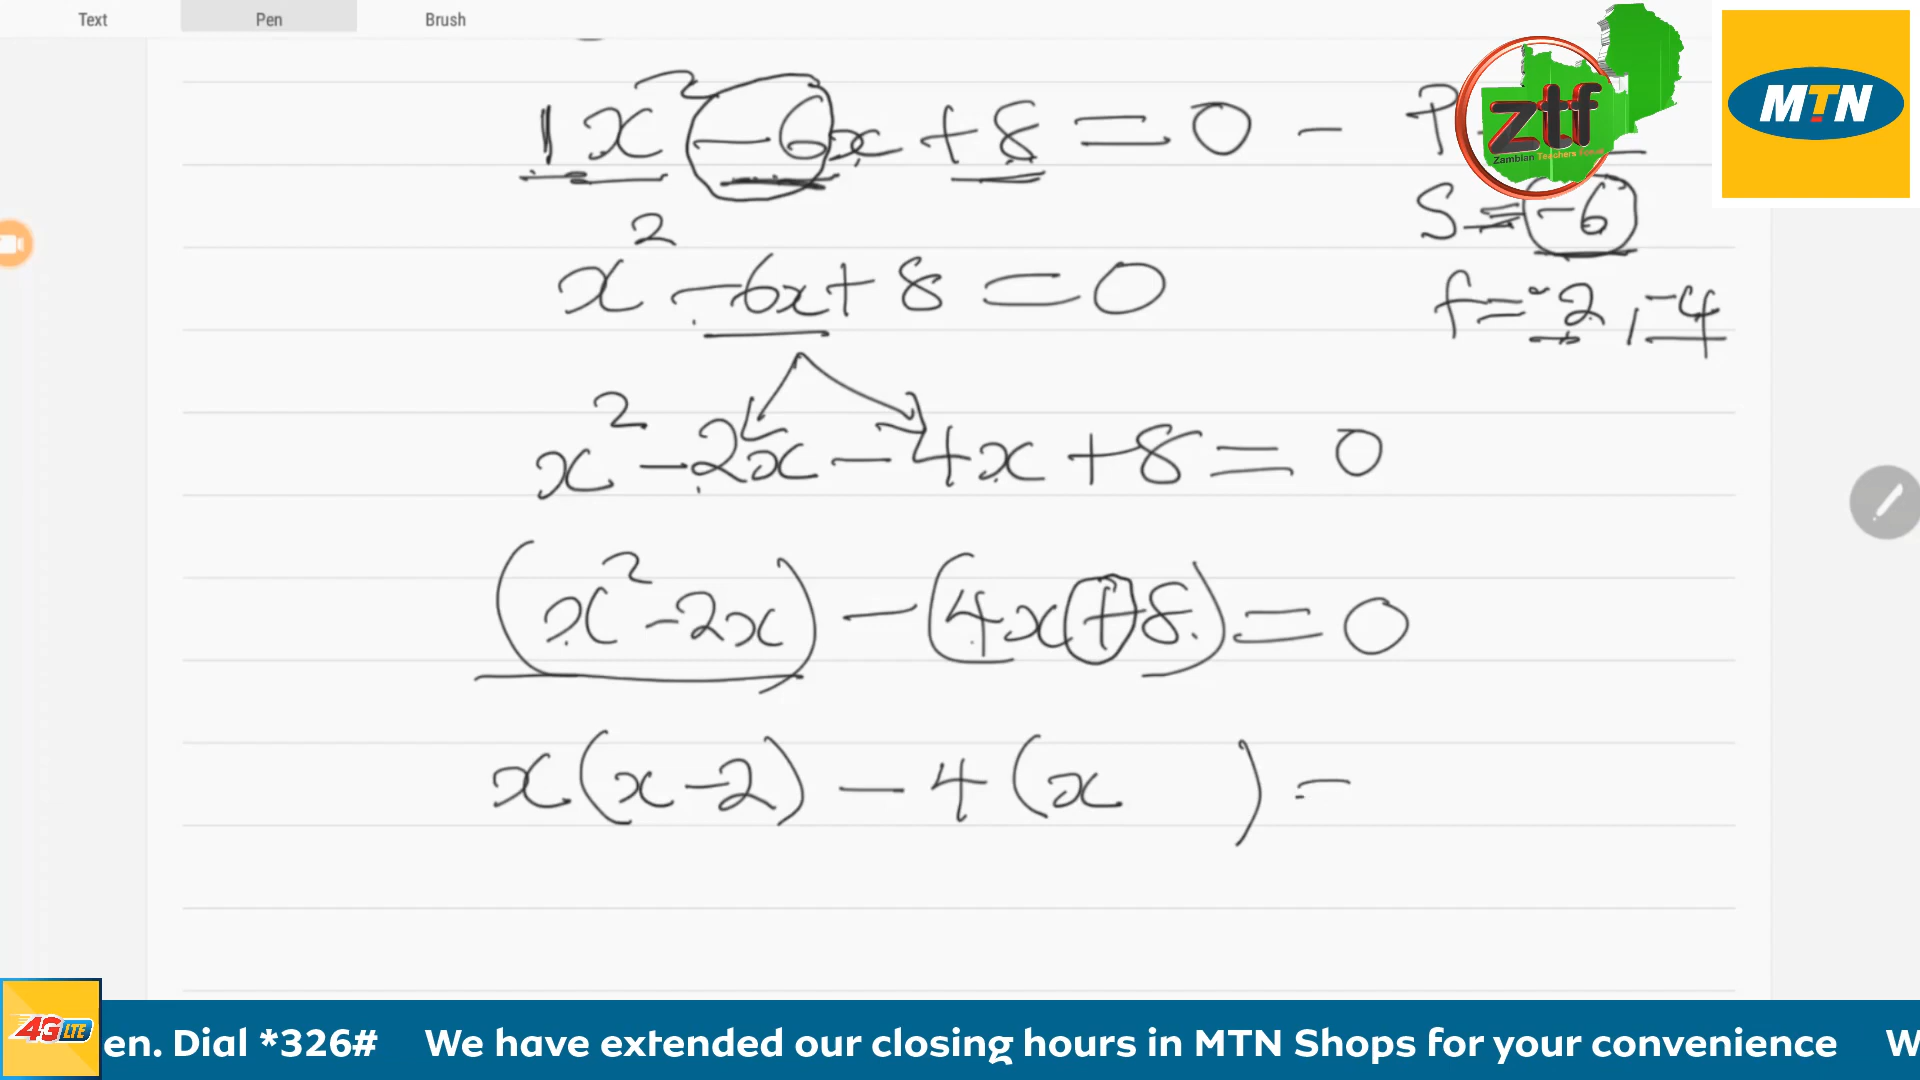 Text Pen Brush
1x² -6x +8 = 0 - P
S = -6
x² -6x + 8 = 0
f = -2, -4
x² -2x -4x +8 = 0
(x² -2x) - (4x +8) = 0
x(x-2) - 4(x ) =
ztf
Zambian Teachers Forum
MTN
4G LTE
en. Dial *326# We have extended our closing hours in MTN Shops for your convenience W